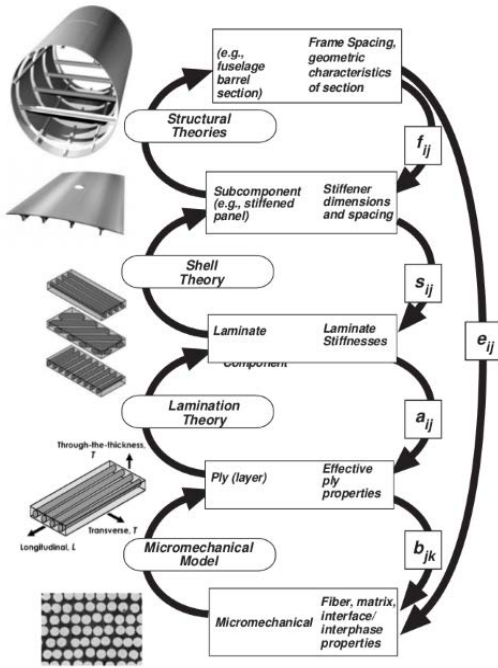 (e.g., fuselage barrel section)
Frame Spacing, geometric characteristics of section
Structural Theories
f_ij
Subcomponent (e.g., stiffened panel)
Stiffener dimensions and spacing
Shell Theory
s_ij
Laminate
Laminate Stiffnesses
Component
e_ij
Lamination Theory
a_ij
Through-the-thickness, T
Ply (layer)
Effective ply properties
Transverse, T
Longitudinal, L
Micromechanical Model
b_jk
Micromechanical
Fiber, matrix, interface/ interphase properties